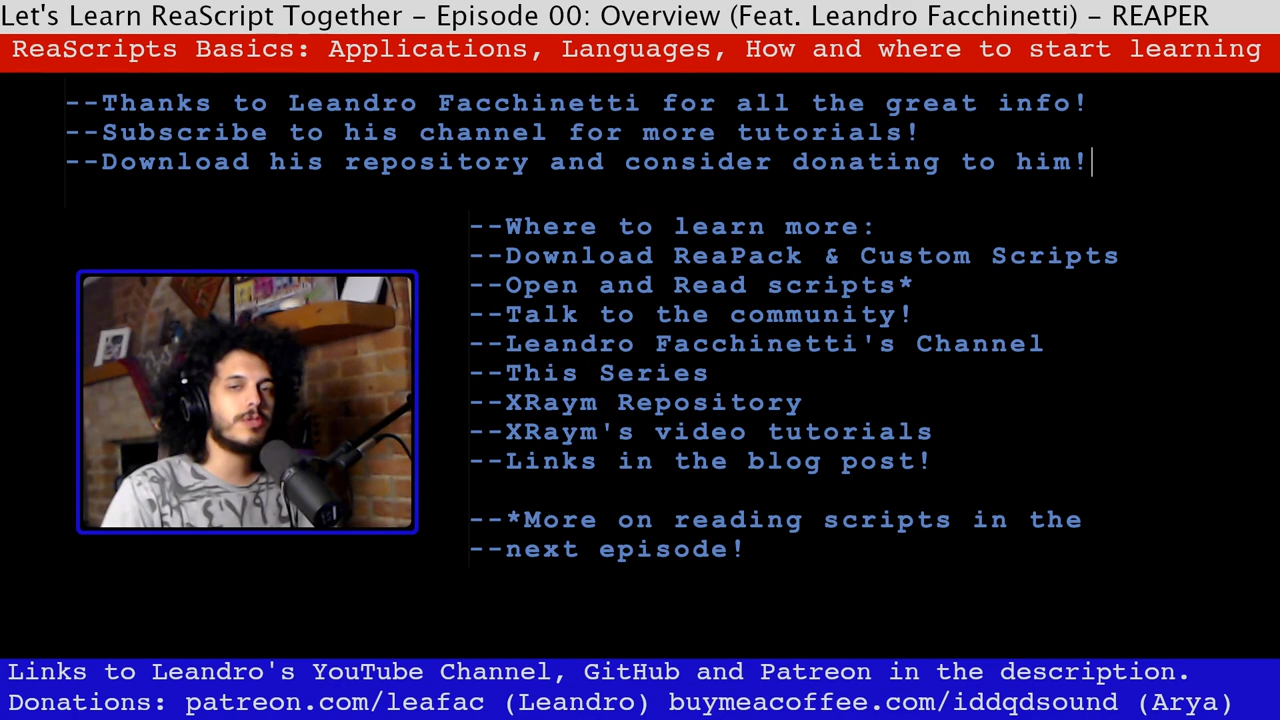 Let's Learn ReaScript Together - Episode 00: Overview (Feat. Leandro Facchinetti) - REAPER
ReaScripts Basics: Applications, Languages, How and where to start learning
--Thanks to Leandro Facchinetti for all the great info!
--Subscribe to his channel for more tutorials!
--Download his repository and consider donating to him!
--Where to learn more:
--Download ReaPack & Custom Scripts
--Open and Read scripts*
--Talk to the community!
--Leandro Facchinetti's Channel
--This Series
--XRaym Repository
--XRaym's video tutorials
--Links in the blog post!
--*More on reading scripts in the
--next episode!
Links to Leandro's YouTube Channel, GitHub and Patreon in the description.
Donations: patreon.com/leafac (Leandro) buymeacoffee.com/iddqdsound (Arya)